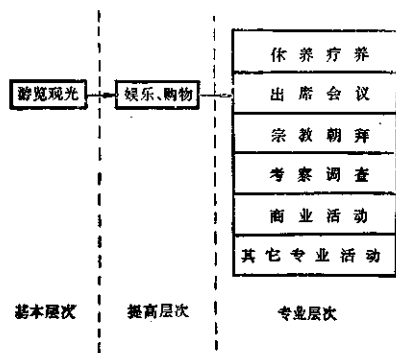 休养疗养
游览观光
娱乐、购物
出席会议
宗教朝拜
考察调查
商业活动
其它专业活动
基本层次
提高层次
专业层次